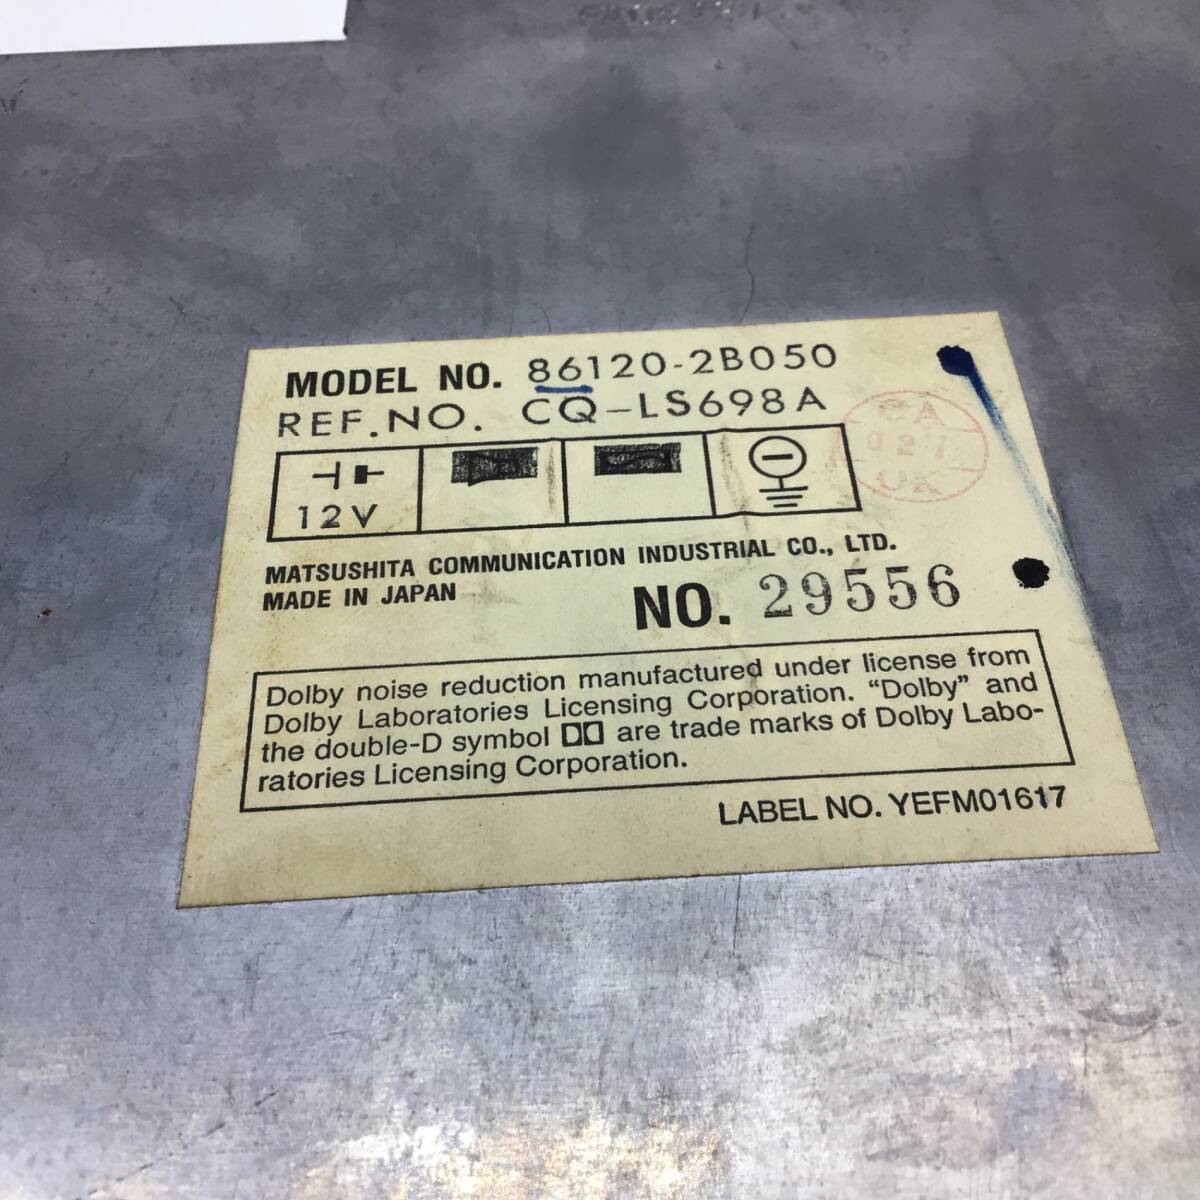 MODEL NO. 86120-2B050
REF.NO. CQ-LS698A
12V
MATSUSHITA COMMUNICATION INDUSTRIAL CO., LTD.
MADE IN JAPAN
NO. 29556
Dolby noise reduction manufactured under license from
Dolby Laboratories Licensing Corporation. “Dolby” and
the double-D symbol are trade marks of Dolby Labo-
ratories Licensing Corporation.
LABEL NO. YEFM01617